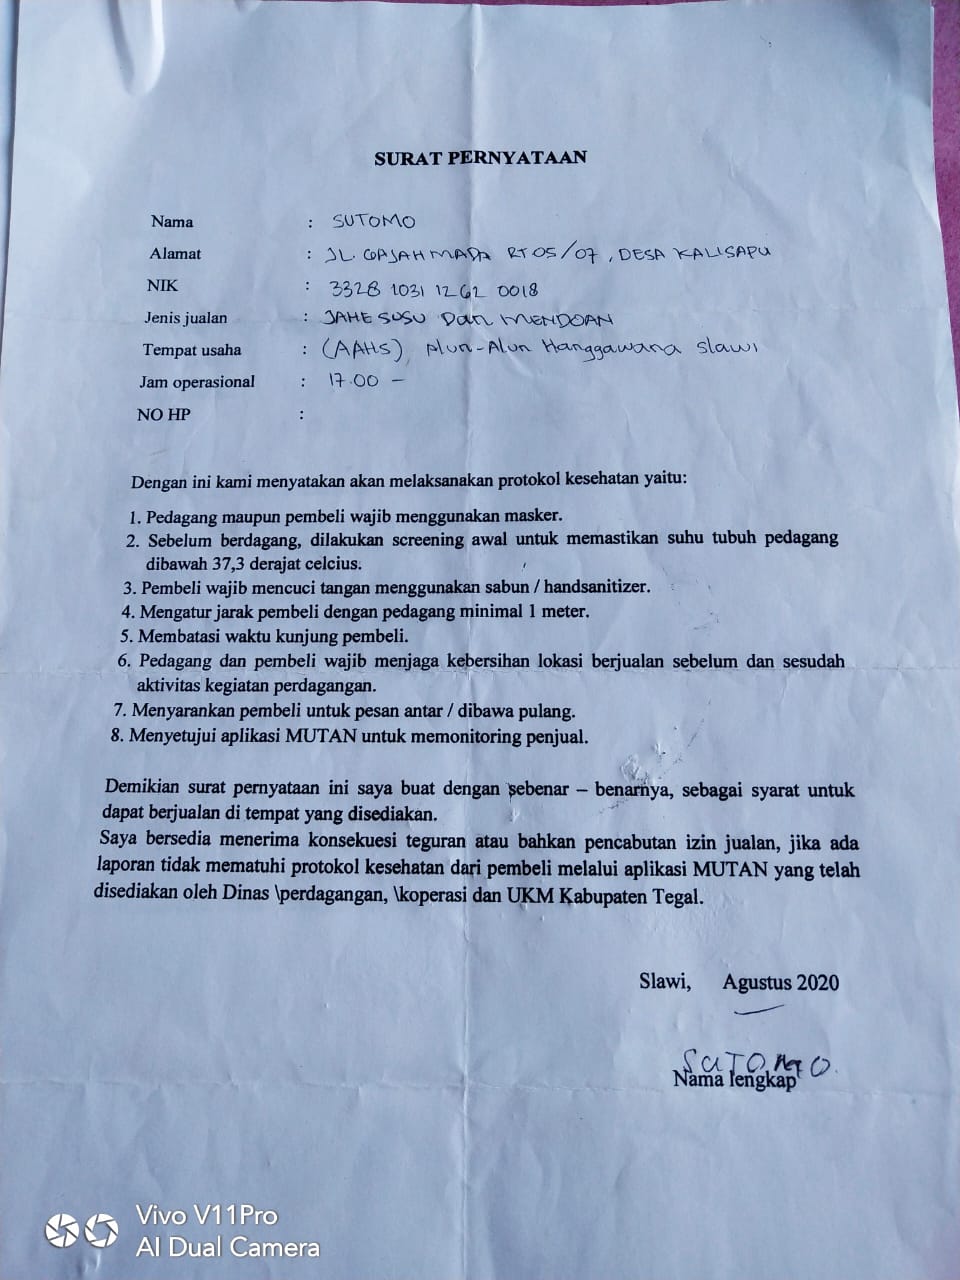 SURAT PERNYATAAN
Nama : SUTOMO
Alamat : JL. GAJAH MADA RT 05/07, DESA KALISAPU
NIK : 3328 1031 1262 0018
Jenis jualan : JAHE SUSU Dan MENDOAN
Tempat usaha : (AAHS) Alun-Alun Hanggawana Slawi
Jam operasional : 17.00 –
NO HP :
Dengan ini kami menyatakan akan melaksanakan protokol kesehatan yaitu:
1. Pedagang maupun pembeli wajib menggunakan masker.
2. Sebelum berdagang, dilakukan screening awal untuk memastikan suhu tubuh pedagang
dibawah 37,3 derajat celcius.
3. Pembeli wajib mencuci tangan menggunakan sabun / handsanitizer.
4. Mengatur jarak pembeli dengan pedagang minimal 1 meter.
5. Membatasi waktu kunjung pembeli.
6. Pedagang dan pembeli wajib menjaga kebersihan lokasi berjualan sebelum dan sesudah
aktivitas kegiatan perdagangan.
7. Menyarankan pembeli untuk pesan antar / dibawa pulang.
8. Menyetujui aplikasi MUTAN untuk memonitoring penjual.
Demikian surat pernyataan ini saya buat dengan sebenar – benarnya, sebagai syarat untuk
dapat berjualan di tempat yang disediakan.
Saya bersedia menerima konsekuesi teguran atau bahkan pencabutan izin jualan, jika ada
laporan tidak mematuhi protokol kesehatan dari pembeli melalui aplikasi MUTAN yang telah
disediakan oleh Dinas \perdagangan, \koperasi dan UKM Kabupaten Tegal.
Slawi, Agustus 2020
SUTOMO.
Nama lengkap
Vivo V11Pro
AI Dual Camera